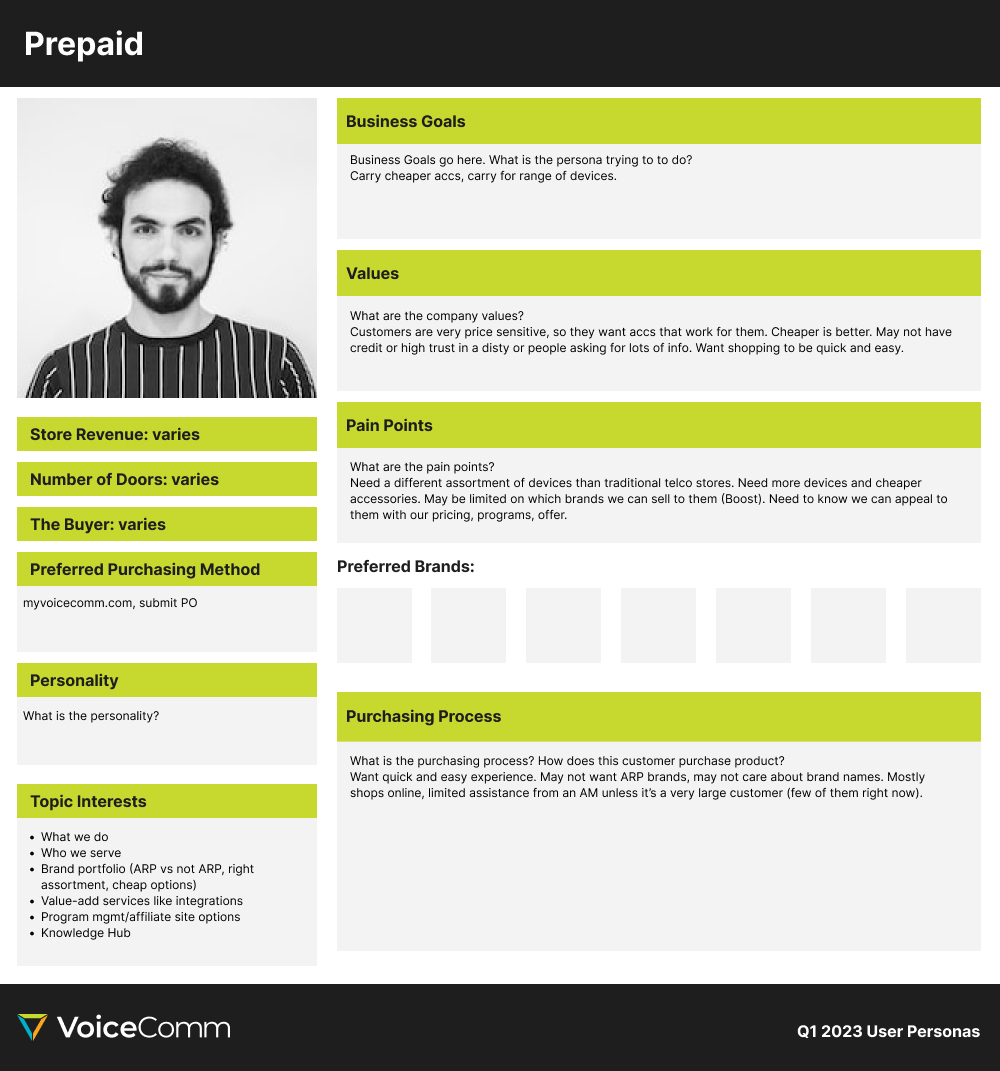 Prepaid
Store Revenue: varies
Number of Doors: varies
The Buyer: varies
Preferred Purchasing Method
myvoicecomm.com, submit PO
Personality
What is the personality?
Topic Interests
• What we do
• Who we serve
• Brand portfolio (ARP vs not ARP, right
assortment, cheap options)
• Value-add services like integrations
• Program mgmt/affiliate site options
• Knowledge Hub
Business Goals
Business Goals go here. What is the persona trying to to do?
Carry cheaper accs, carry for range of devices.
Values
What are the company values?
Customers are very price sensitive, so they want accs that work for them. Cheaper is better. May not have
credit or high trust in a disty or people asking for lots of info. Want shopping to be quick and easy.
Pain Points
What are the pain points?
Need a different assortment of devices than traditional telco stores. Need more devices and cheaper
accessories. May be limited on which brands we can sell to them (Boost). Need to know we can appeal to
them with our pricing, programs, offer.
Preferred Brands:
Purchasing Process
What is the purchasing process? How does this customer purchase product?
Want quick and easy experience. May not want ARP brands, may not care about brand names. Mostly
shops online, limited assistance from an AM unless it’s a very large customer (few of them right now).
VoiceComm
Q1 2023 User Personas